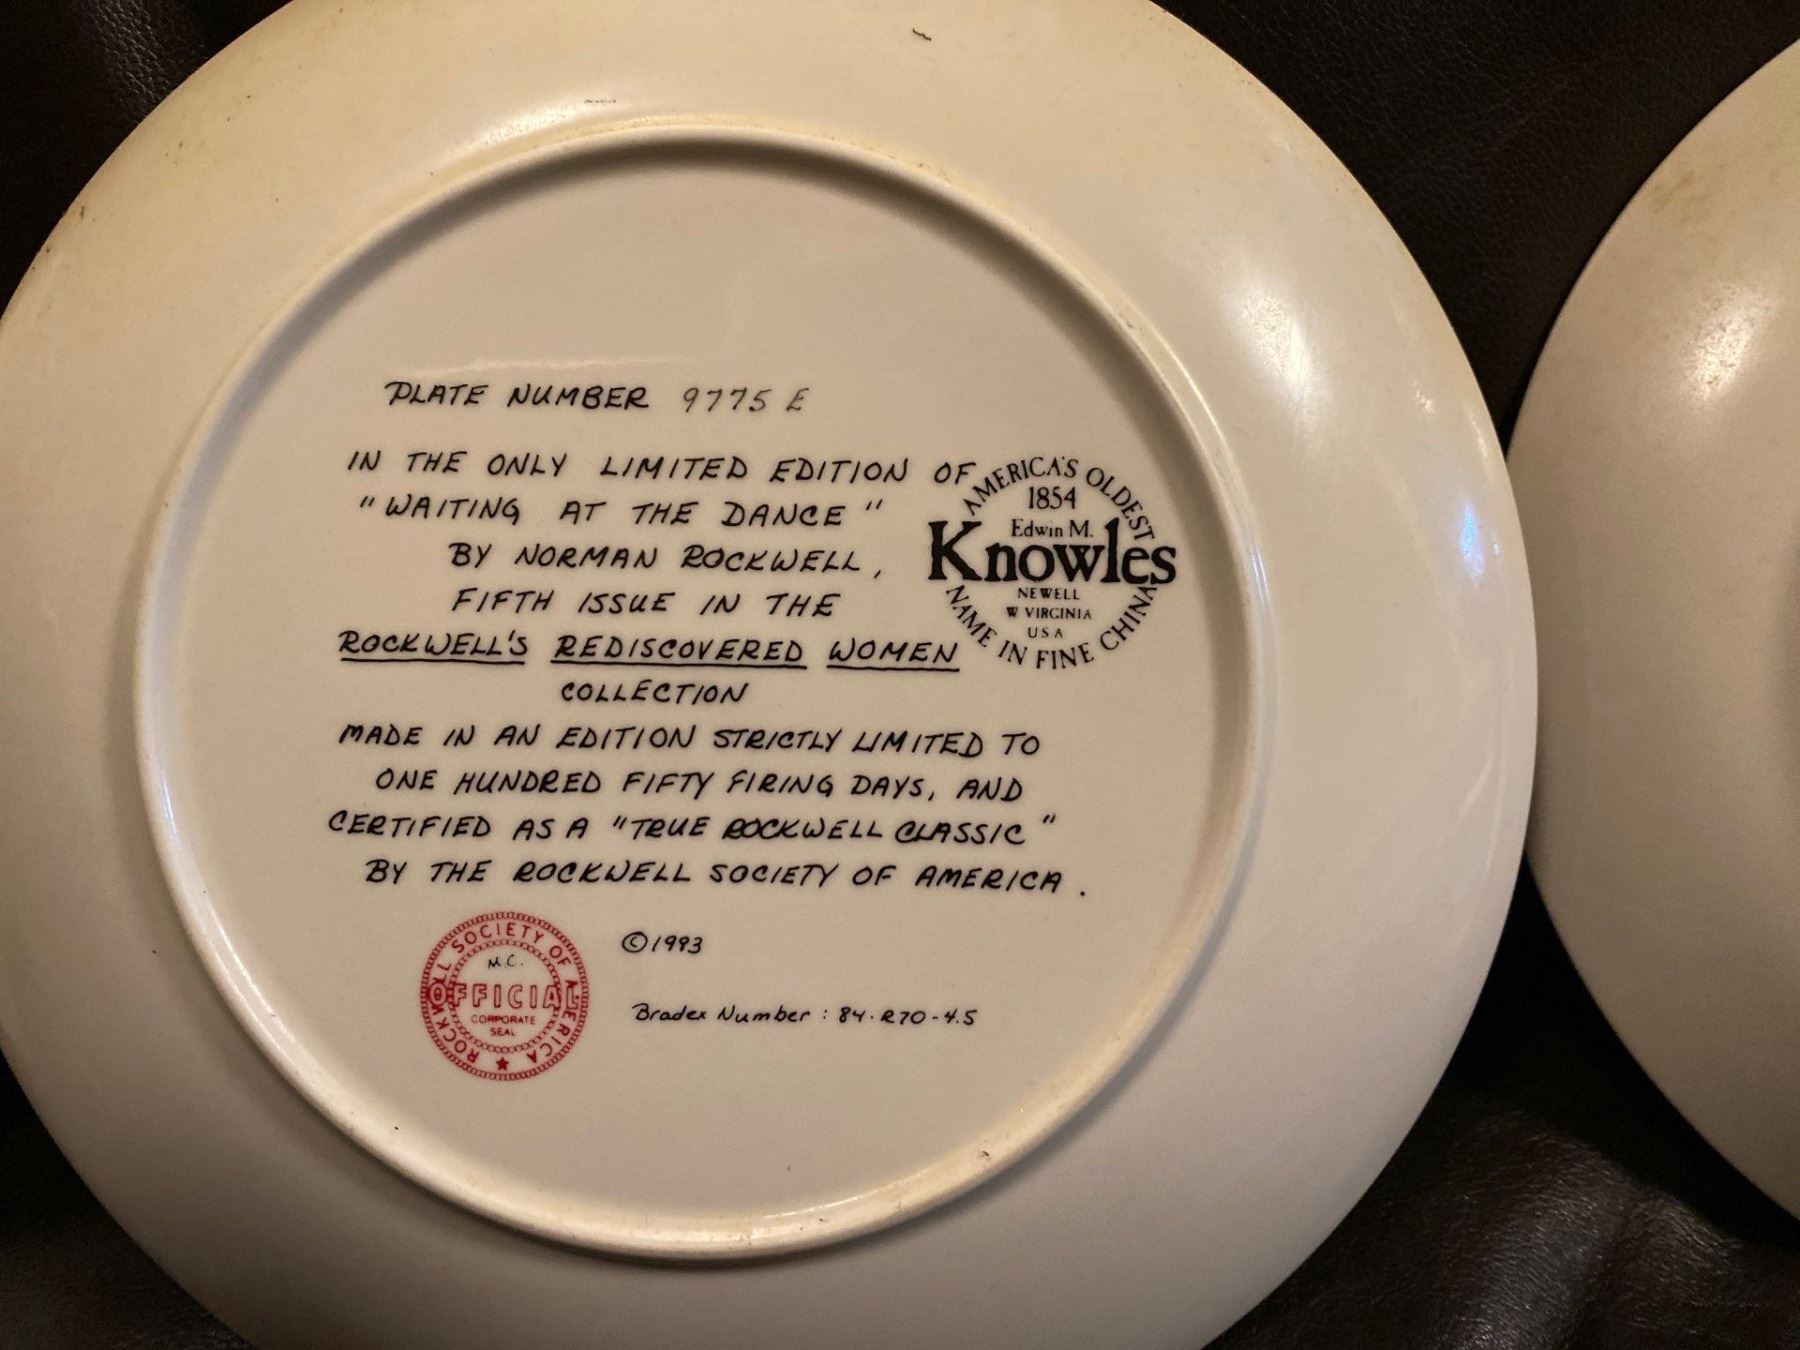 PLATE NUMBER 9775 E
IN THE ONLY LIMITED EDITION OF
"WAITING AT THE DANCE"
BY NORMAN ROCKWELL,
FIFTH ISSUE IN THE
ROCKWELL'S REDISCOVERED WOMEN
COLLECTION
MADE IN AN EDITION STRICTLY LIMITED TO
ONE HUNDRED FIFTY FIRING DAYS, AND
CERTIFIED AS A "TRUE ROCKWELL CLASSIC"
BY THE ROCKWELL SOCIETY OF AMERICA.
AMERICA'S OLDEST
1854
Edwin M.
Knowles
NEWELL
W VIRGINIA
USA
NAME IN FINE CHINA
ROCKWELL SOCIETY OF AMERICA
M.C.
OFFICIAL
CORPORATE
SEAL
©1993
Bradex Number: 84-R70-4.5